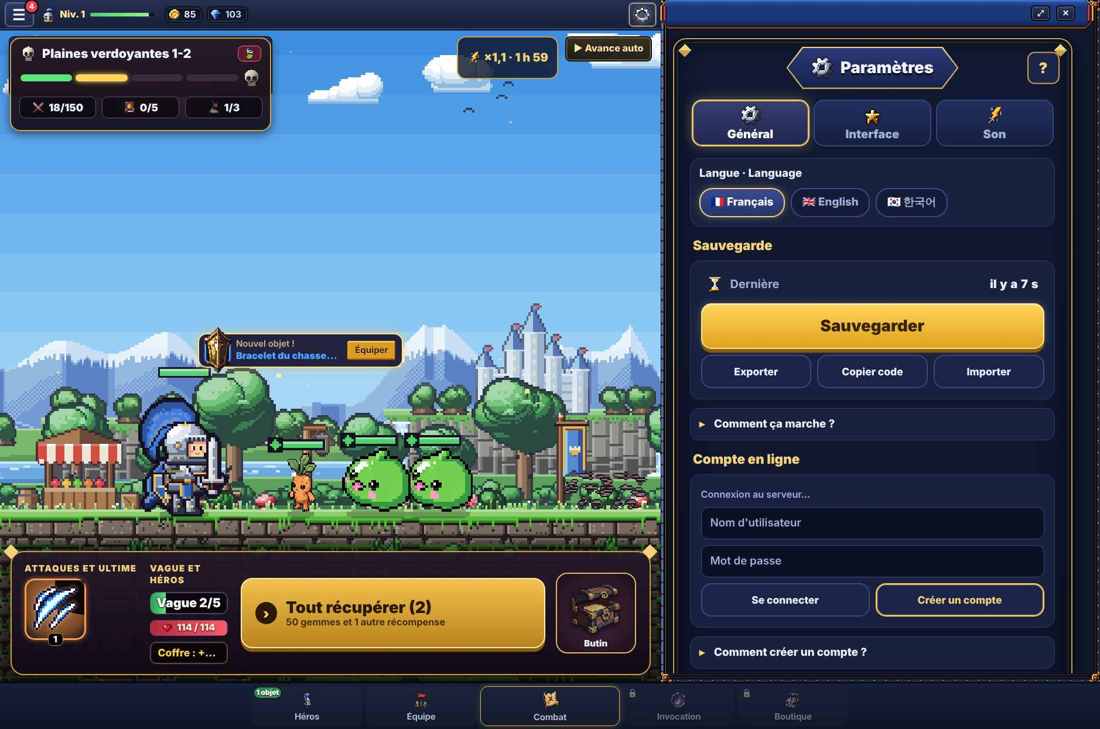 4
Niv. 1
85
103
Plaines verdoyantes 1-2
18/150
0/5
1/3
×1,1 · 1 h 59
▶ Avance auto
Nouvel objet !
Bracelet du chasse...
Équiper
ATTAQUES ET ULTIME
1
VAGUE ET
HÉROS
Vague 2/5
114 / 114
Coffre : +...
Tout récupérer (2)
50 gemmes et 1 autre récompense
Butin
1 objet
Héros
Équipe
Combat
Invocation
Boutique
Paramètres
?
Général
Interface
Son
Langue · Language
🇫🇷 Français
🇬🇧 English
🇰🇷 한국어
Sauvegarde
Dernière
il y a 7 s
Sauvegarder
Exporter
Copier code
Importer
▸ Comment ça marche ?
Compte en ligne
Connexion au serveur...
Nom d'utilisateur
Mot de passe
Se connecter
Créer un compte
▸ Comment créer un compte ?